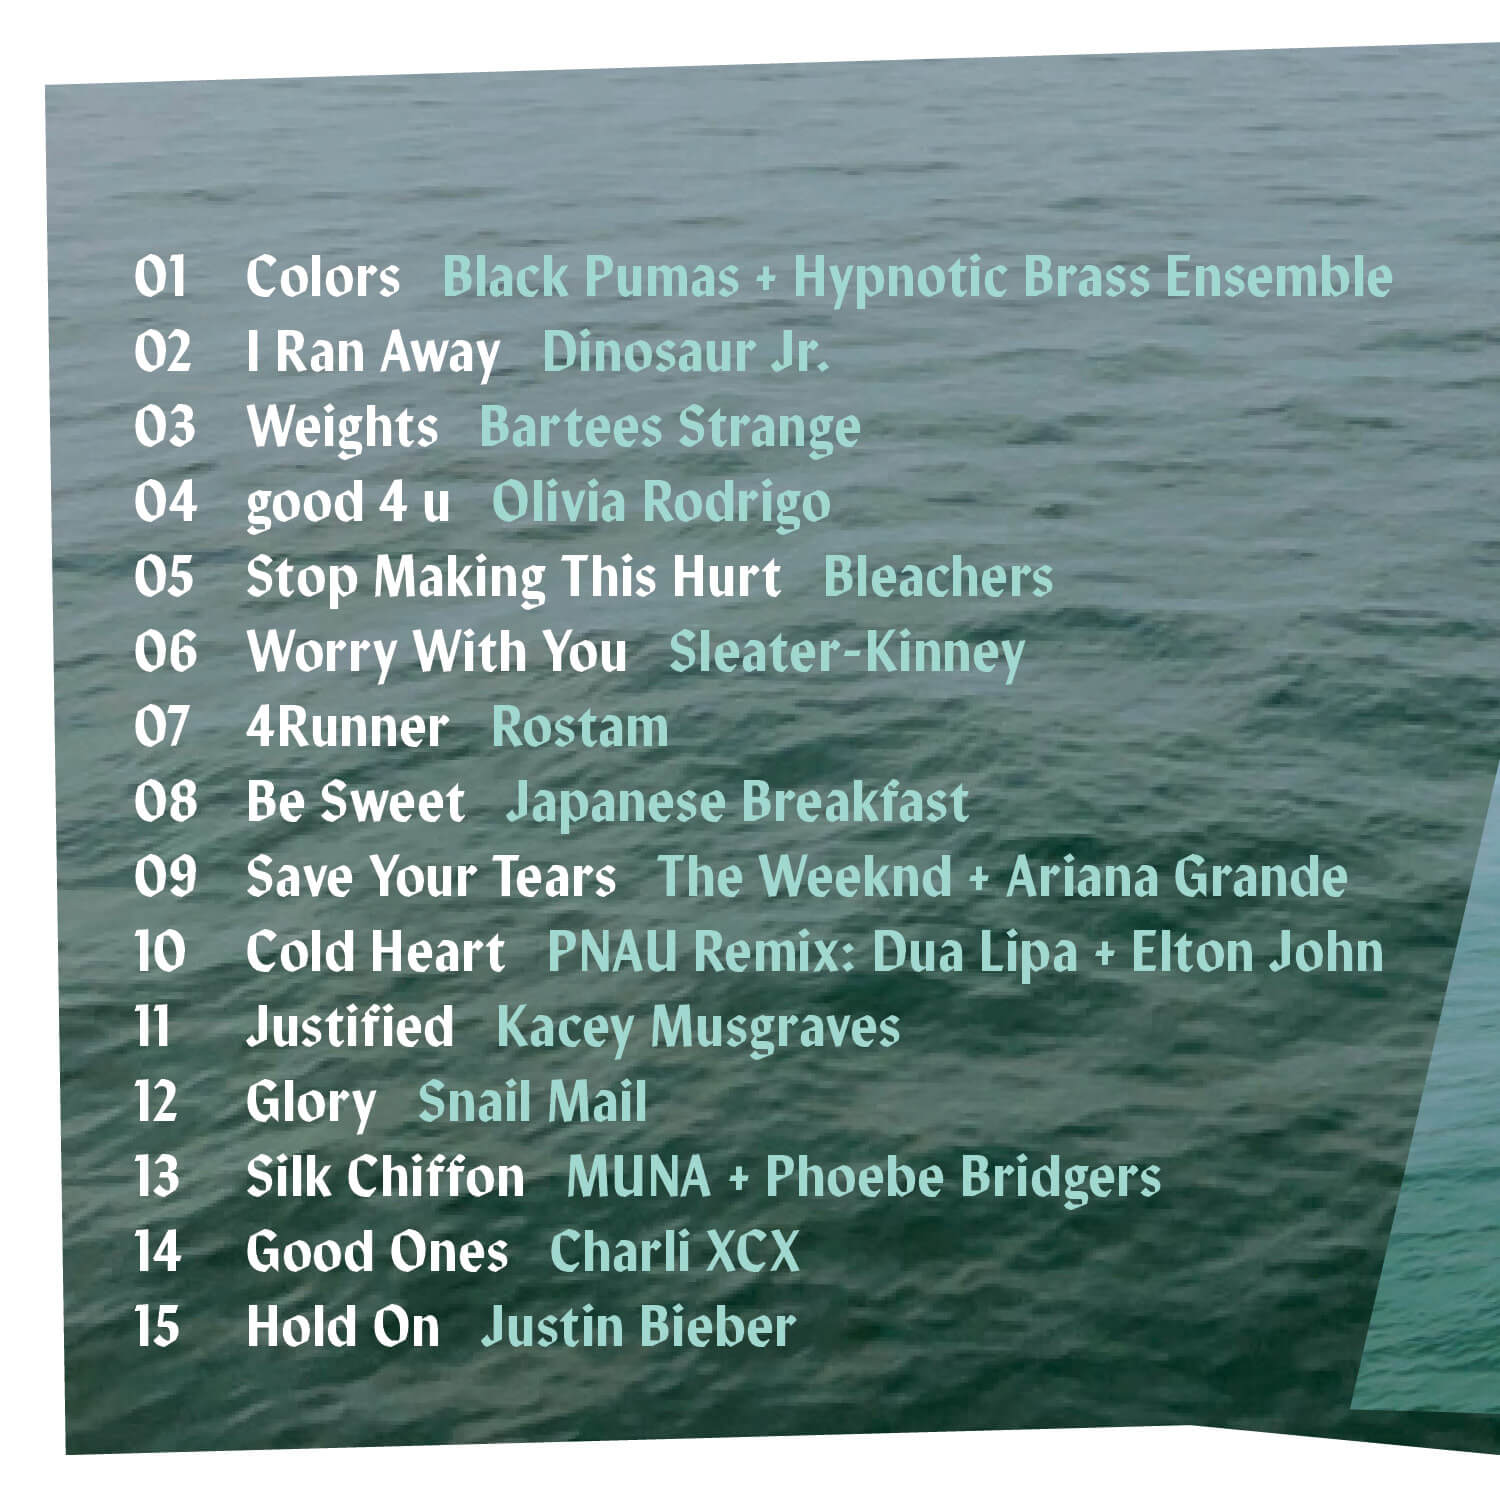 01 Colors Black Pumas + Hypnotic Brass Ensemble
02 I Ran Away Dinosaur Jr.
03 Weights Bartees Strange
04 good 4 u Olivia Rodrigo
05 Stop Making This Hurt Bleachers
06 Worry With You Sleater-Kinney
07 4Runner Rostam
08 Be Sweet Japanese Breakfast
09 Save Your Tears The Weeknd + Ariana Grande
10 Cold Heart PNAU Remix: Dua Lipa + Elton John
11 Justified Kacey Musgraves
12 Glory Snail Mail
13 Silk Chiffon MUNA + Phoebe Bridgers
14 Good Ones Charli XCX
15 Hold On Justin Bieber